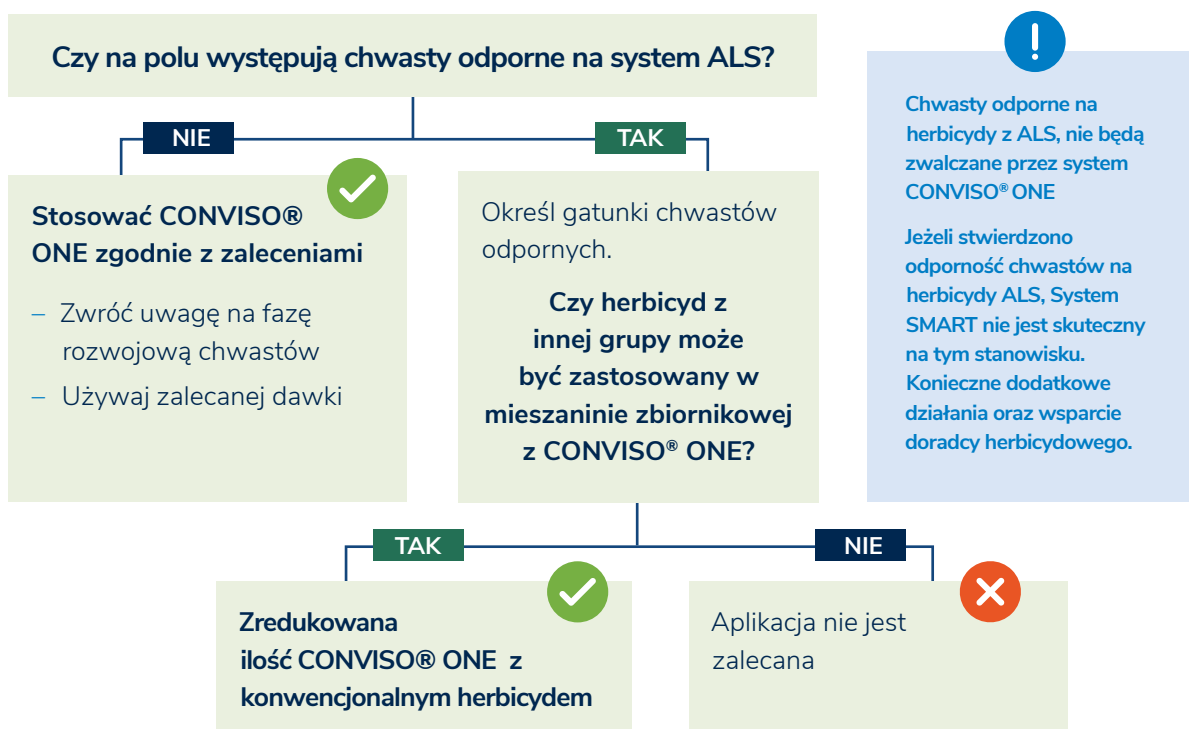 Czy na polu występują chwasty odporne na system ALS?
NIE
TAK
Stosować CONVISO®
ONE zgodnie z zaleceniami
– Zwróć uwagę na fazę
rozwojową chwastów
– Używaj zalecanej dawki
Określ gatunki chwastów
odpornych.
Czy herbicyd z
innej grupy może
być zastosowany w
mieszaninie zbiornikowej
z CONVISO® ONE?
TAK
NIE
Zredukowana
ilość CONVISO® ONE z
konwencjonalnym herbicydem
Aplikacja nie jest
zalecana
!
Chwasty odporne na
herbicydy z ALS, nie będą
zwalczane przez system
CONVISO® ONE
Jeżeli stwierdzono
odporność chwastów na
herbicydy ALS, System
SMART nie jest skuteczny
na tym stanowisku.
Konieczne dodatkowe
działania oraz wsparcie
doradcy herbicydowego.